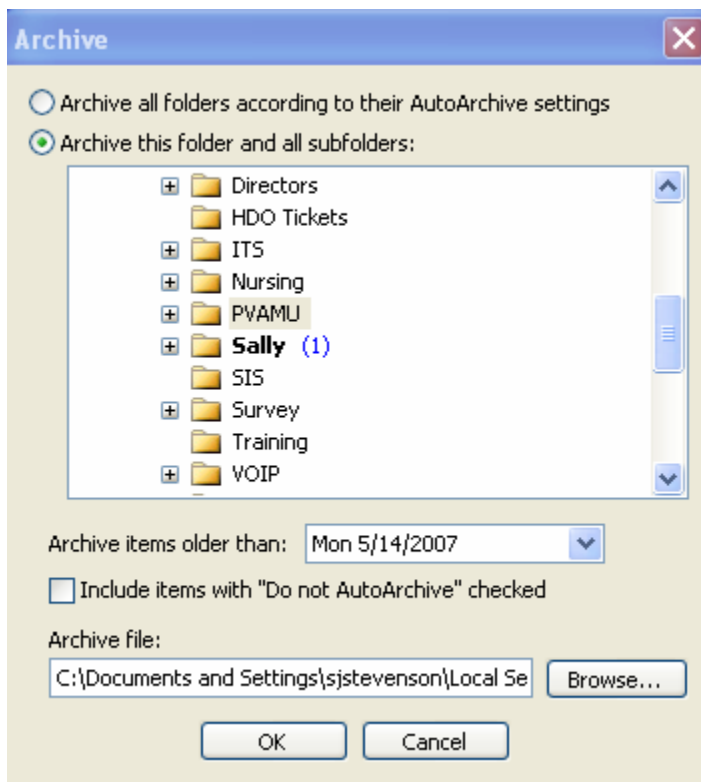 Archive
Archive all folders according to their AutoArchive settings
Archive this folder and all subfolders:
Directors
HDO Tickets
ITS
Nursing
PVAMU
Sally (1)
SIS
Survey
Training
VOIP
Archive items older than: Mon 5/14/2007
Include items with "Do not AutoArchive" checked
Archive file:
C:\Documents and Settings\sjstevenson\Local Se Browse...
OK Cancel